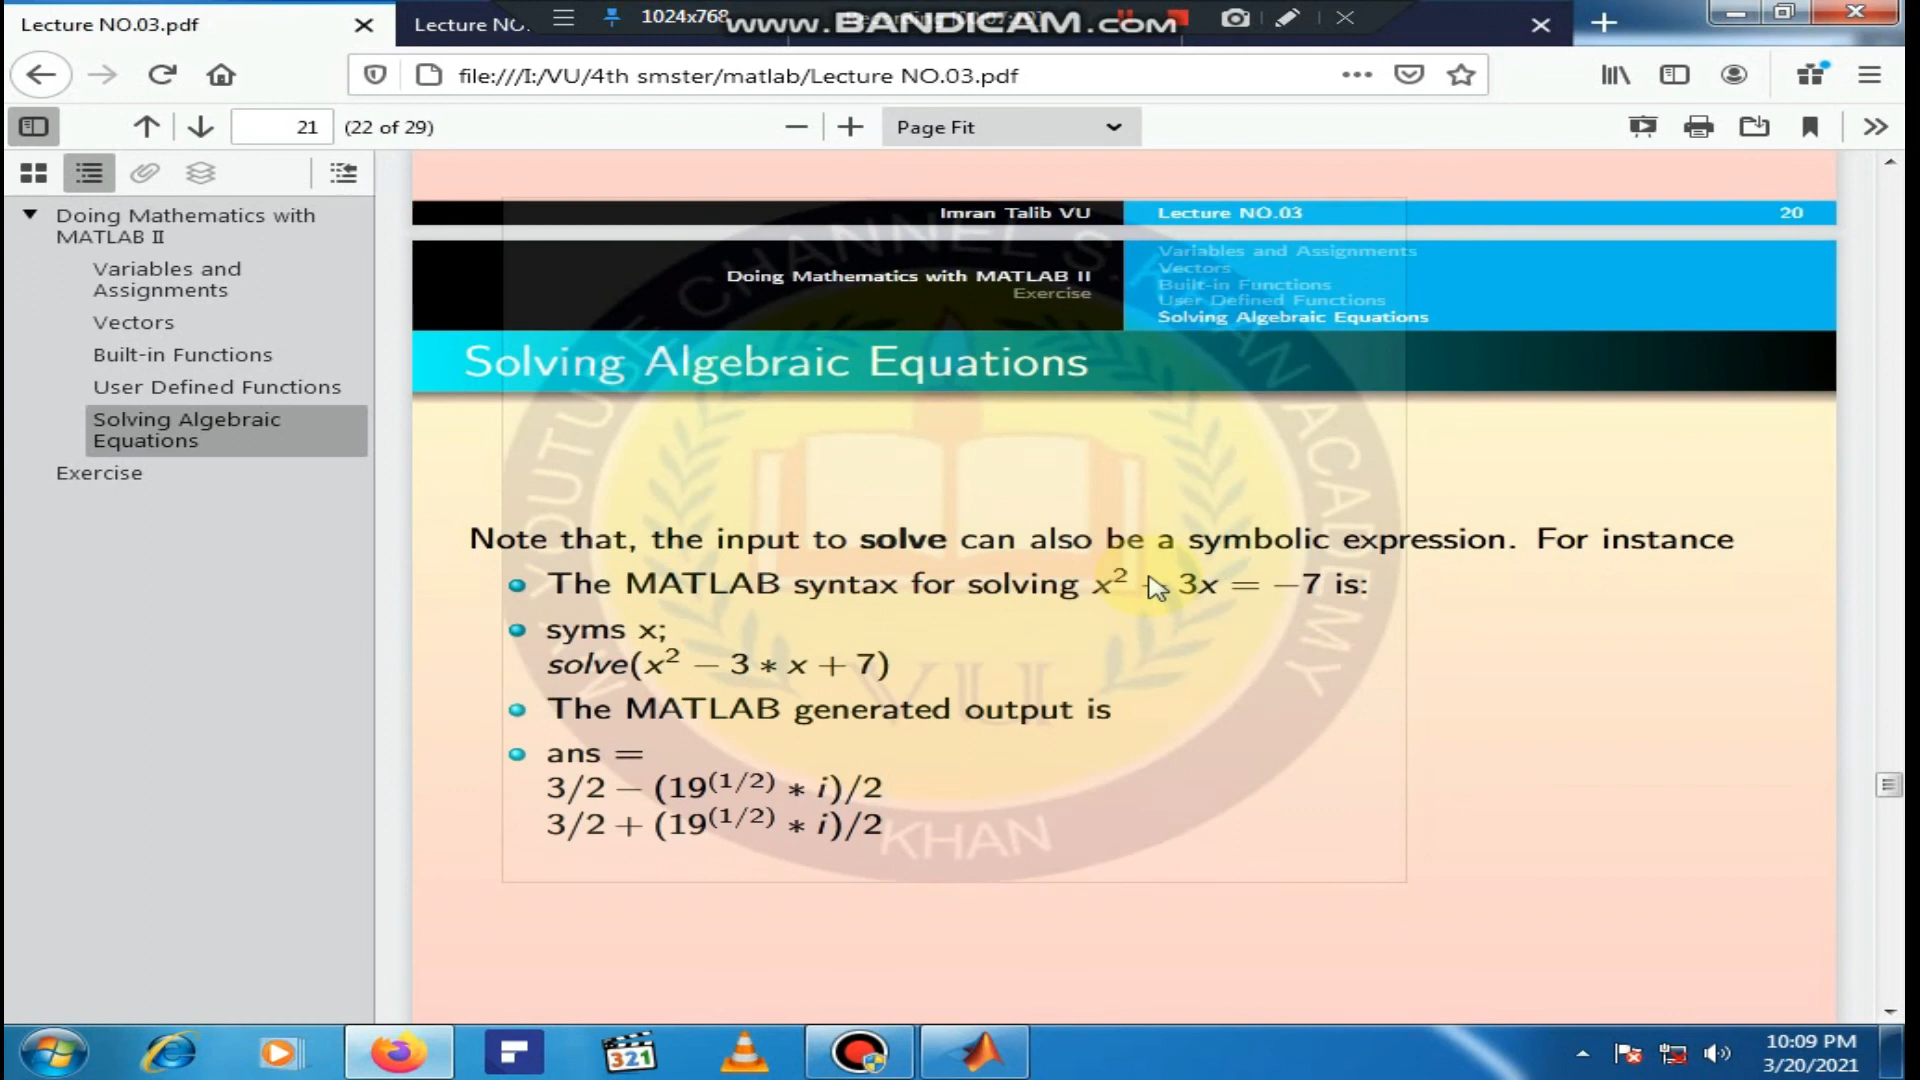 Lecture NO.03.pdf
Lecture NO.
1024x768
www.BANDICAM.com
file:///I:/VU/4th smster/matlab/Lecture NO.03.pdf
21 (22 of 29)
Page Fit
Doing Mathematics with MATLAB II
Variables and Assignments
Vectors
Built-in Functions
User Defined Functions
Solving Algebraic Equations
Exercise
Imran Talib VU
Lecture NO.03
20
Doing Mathematics with MATLAB II
Exercise
Variables and Assignments
Vectors
Built-in Functions
User Defined Functions
Solving Algebraic Equations
Solving Algebraic Equations
Note that, the input to solve can also be a symbolic expression. For instance
The MATLAB syntax for solving x² − 3x = −7 is:
syms x;
solve(x² − 3 ∗ x + 7)
The MATLAB generated output is
ans =
3/2 − (19^(1/2) ∗ i)/2
3/2 + (19^(1/2) ∗ i)/2
VU
KHAN
321
10:09 PM
3/20/2021